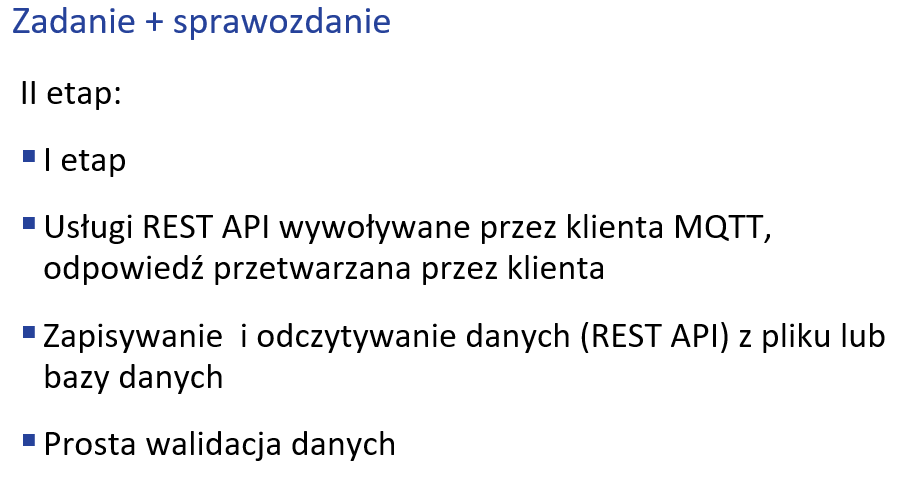 Zadanie + sprawozdanie
II etap:
▪ I etap
▪ Usługi REST API wywoływane przez klienta MQTT,
odpowiedź przetwarzana przez klienta
▪ Zapisywanie  i odczytywanie danych (REST API) z pliku lub
bazy danych
▪ Prosta walidacja danych